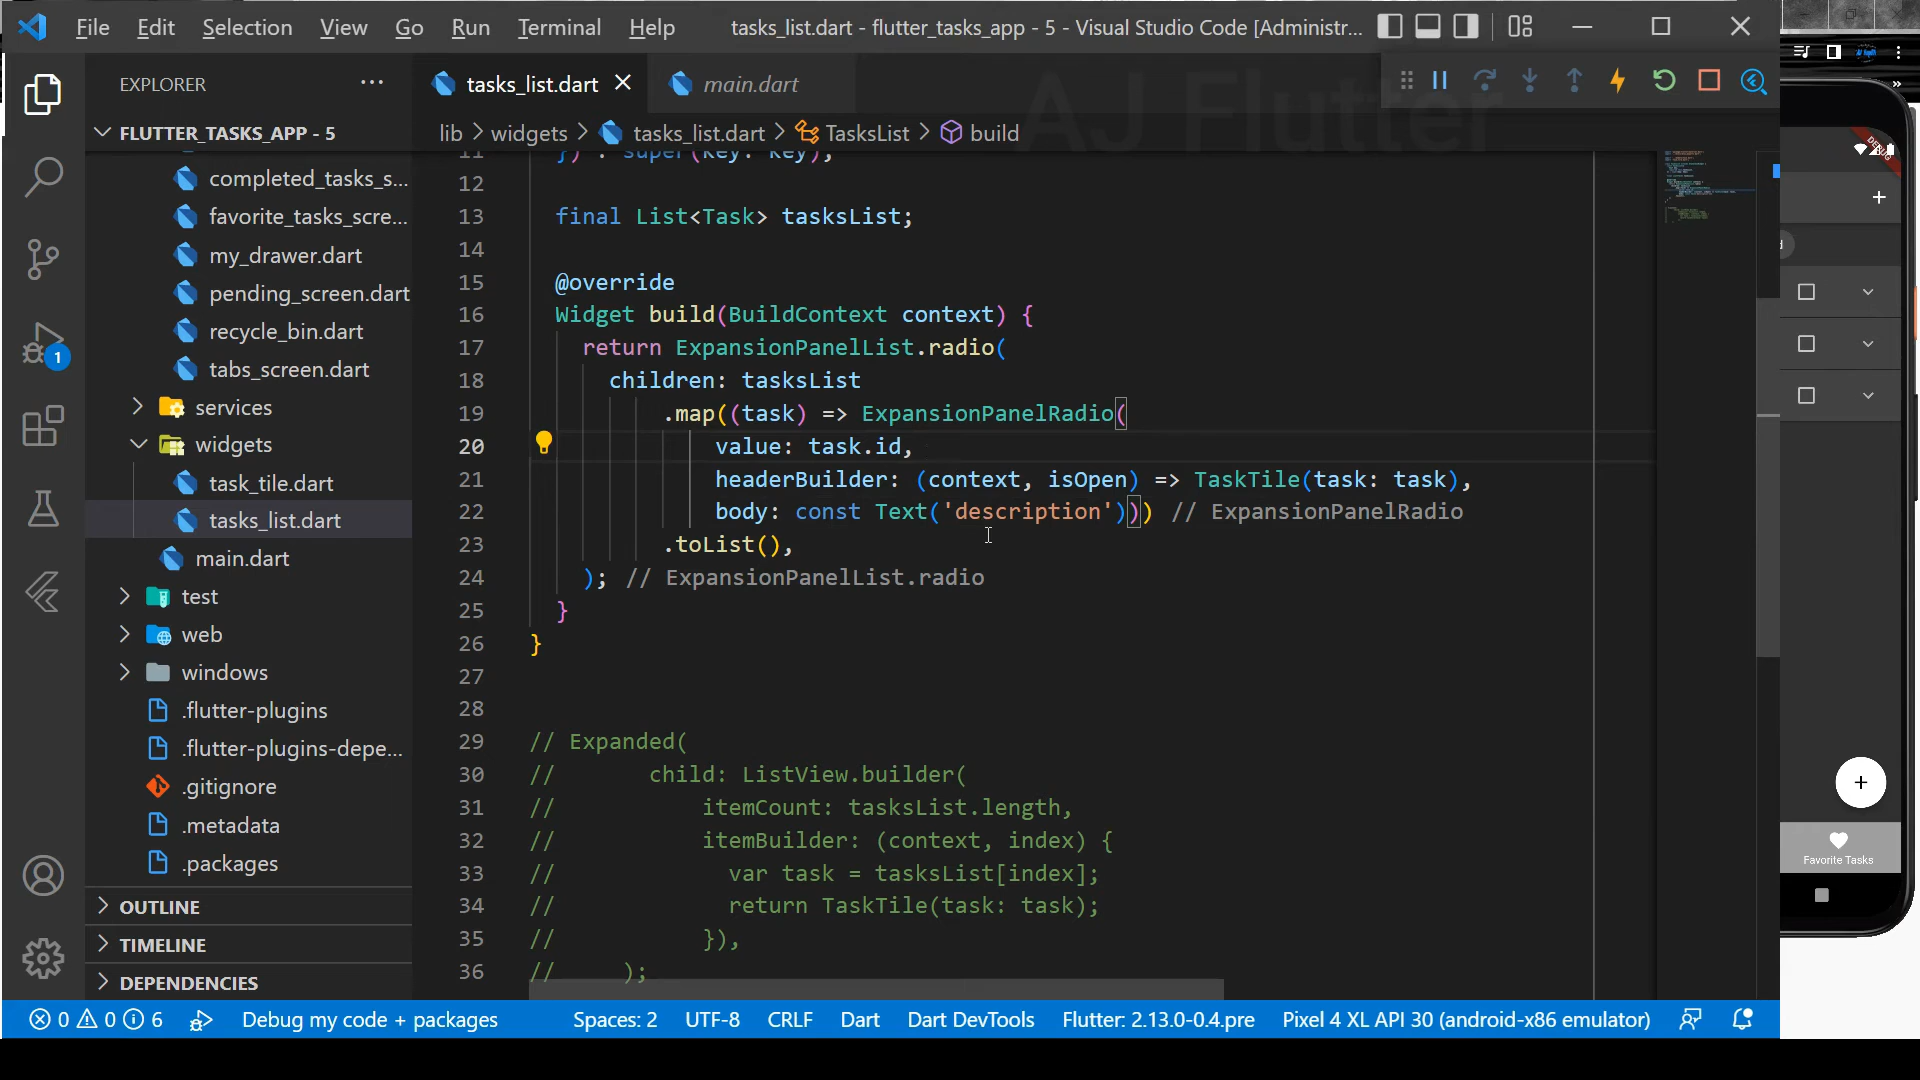 File Edit Selection View Go Run Terminal Help
tasks_list.dart - flutter_tasks_app - 5 - Visual Studio Code [Administr...
EXPLORER
tasks_list.dart
main.dart
AJ Flutter
FLUTTER_TASKS_APP - 5
lib > widgets > tasks_list.dart > TasksList > build
completed_tasks_s...
favorite_tasks_scre...
my_drawer.dart
pending_screen.dart
recycle_bin.dart
tabs_screen.dart
services
widgets
task_tile.dart
tasks_list.dart
main.dart
test
web
windows
.flutter-plugins
.flutter-plugins-depe...
.gitignore
.metadata
.packages
OUTLINE
TIMELINE
DEPENDENCIES
1
11 }) : super(key: key);
12
13 final List<Task> tasksList;
14
15 @override
16 Widget build(BuildContext context) {
17 return ExpansionPanelList.radio(
18 children: tasksList
19 .map((task) => ExpansionPanelRadio(
20 value: task.id,
21 headerBuilder: (context, isOpen) => TaskTile(task: task),
22 body: const Text('description'))) // ExpansionPanelRadio
23 .toList(),
24 ); // ExpansionPanelList.radio
25 }
26 }
27
28
29 // Expanded(
30 // child: ListView.builder(
31 // itemCount: tasksList.length,
32 // itemBuilder: (context, index) {
33 // var task = tasksList[index];
34 // return TaskTile(task: task);
35 // }),
36 // );
DEBUG
Favorite Tasks
0 0 6 Debug my code + packages Spaces: 2 UTF-8 CRLF Dart Dart DevTools Flutter: 2.13.0-0.4.pre Pixel 4 XL API 30 (android-x86 emulator)